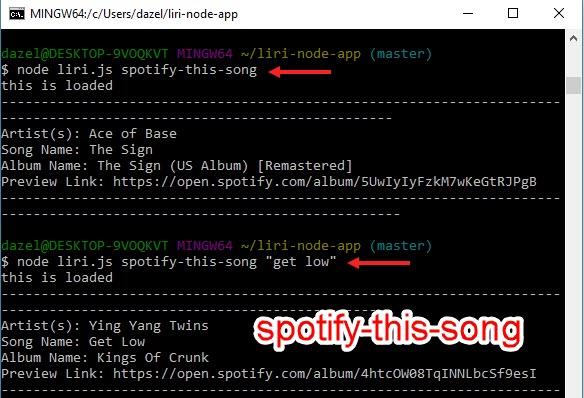 MINGW64:/c/Users/dazel/liri-node-app
dazel@DESKTOP-9VOQKVT MINGW64 ~/liri-node-app (master)
$ node liri.js spotify-this-song
this is loaded
--------------------------------------------------------------------
------------------------------------------------
Artist(s): Ace of Base
Song Name: The Sign
Album Name: The Sign (US Album) [Remastered]
Preview Link: https://open.spotify.com/album/5UwIyIyFzkM7wKeGtRJPgB
--------------------------------------------------------------------
-------------------------------------------------
dazel@DESKTOP-9VOQKVT MINGW64 ~/liri-node-app (master)
$ node liri.js spotify-this-song "get low"
this is loaded
--------------------------------------------------------------------
------------------------------------------------
Artist(s): Ying Yang Twins
Song Name: Get Low
Album Name: Kings Of Crunk
Preview Link: https://open.spotify.com/album/4htcOW08TqINNLbcSf9esI
--------------------------------------------------------------------
spotify-this-song